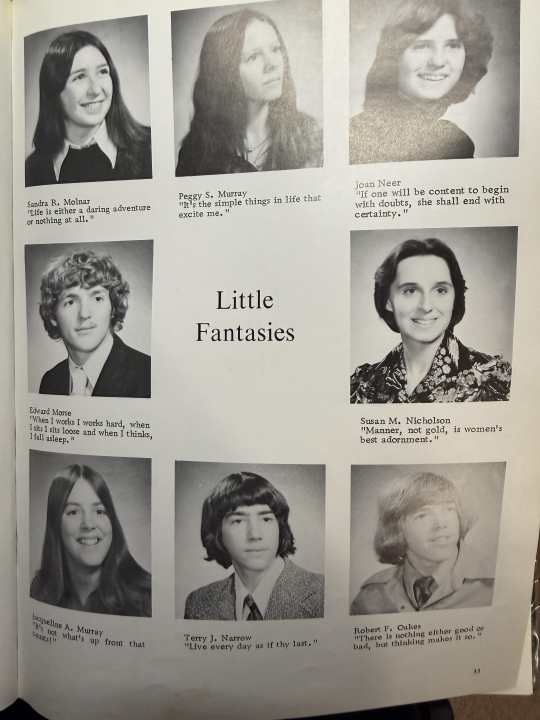 Sandra R. Molnar
"Life is either a daring adventure
or nothing at all."
Peggy S. Murray
"It's the simple things in life that
excite me."
Joan Neer
"If one will be content to begin
with doubts, she shall end with
certainty."
Little
Fantasies
Edward Morse
"When I works I works hard, when
I sits I sits loose and when I thinks,
I fall asleep."
Susan M. Nicholson
"Manner, not gold, is women's
best adornment."
Jacqueline A. Murray
"It's not what's up front that
counts!"
Terry J. Narrow
"Live every day as if thy last."
Robert F. Oakes
"There is nothing either good or
bad, but thinking makes it so."
33